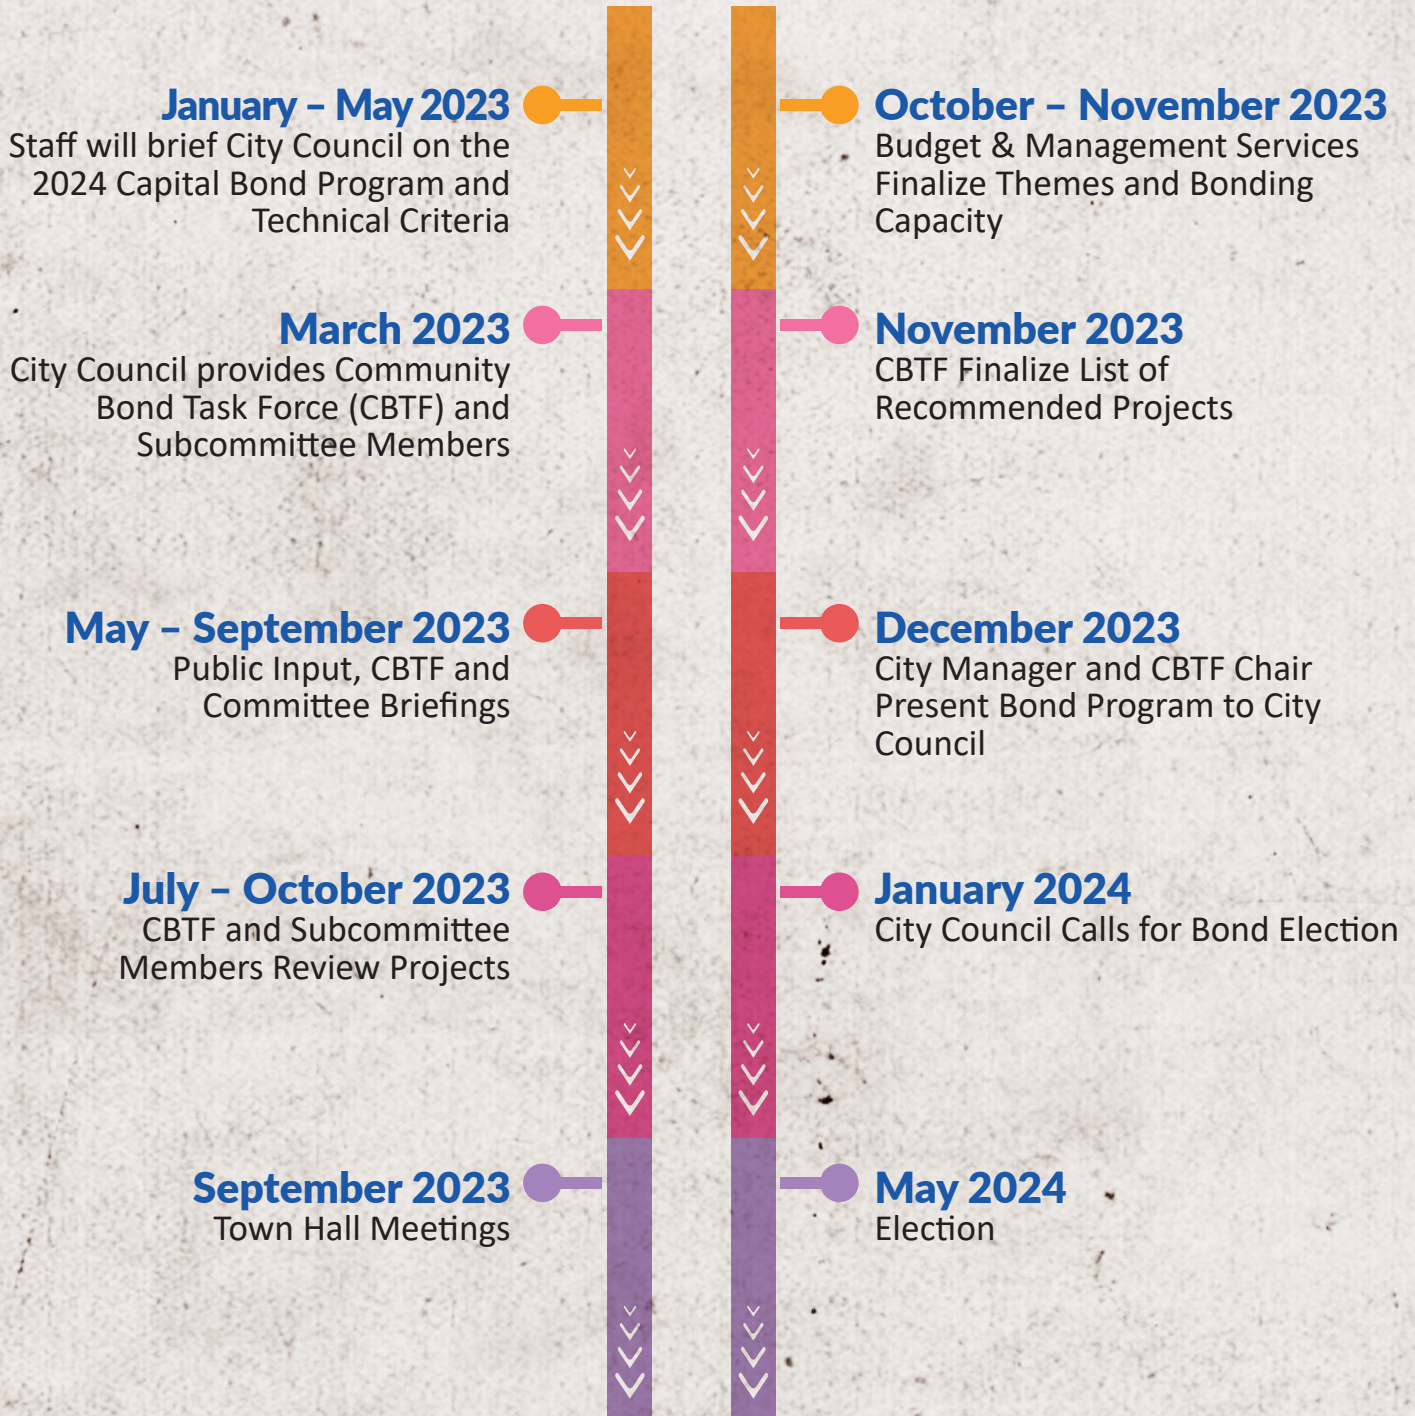 January – May 2023
Staff will brief City Council on the
2024 Capital Bond Program and
Technical Criteria
March 2023
City Council provides Community
Bond Task Force (CBTF) and
Subcommittee Members
May – September 2023
Public Input, CBTF and
Committee Briefings
July – October 2023
CBTF and Subcommittee
Members Review Projects
September 2023
Town Hall Meetings
October – November 2023
Budget & Management Services
Finalize Themes and Bonding
Capacity
November 2023
CBTF Finalize List of
Recommended Projects
December 2023
City Manager and CBTF Chair
Present Bond Program to City
Council
January 2024
City Council Calls for Bond Election
May 2024
Election